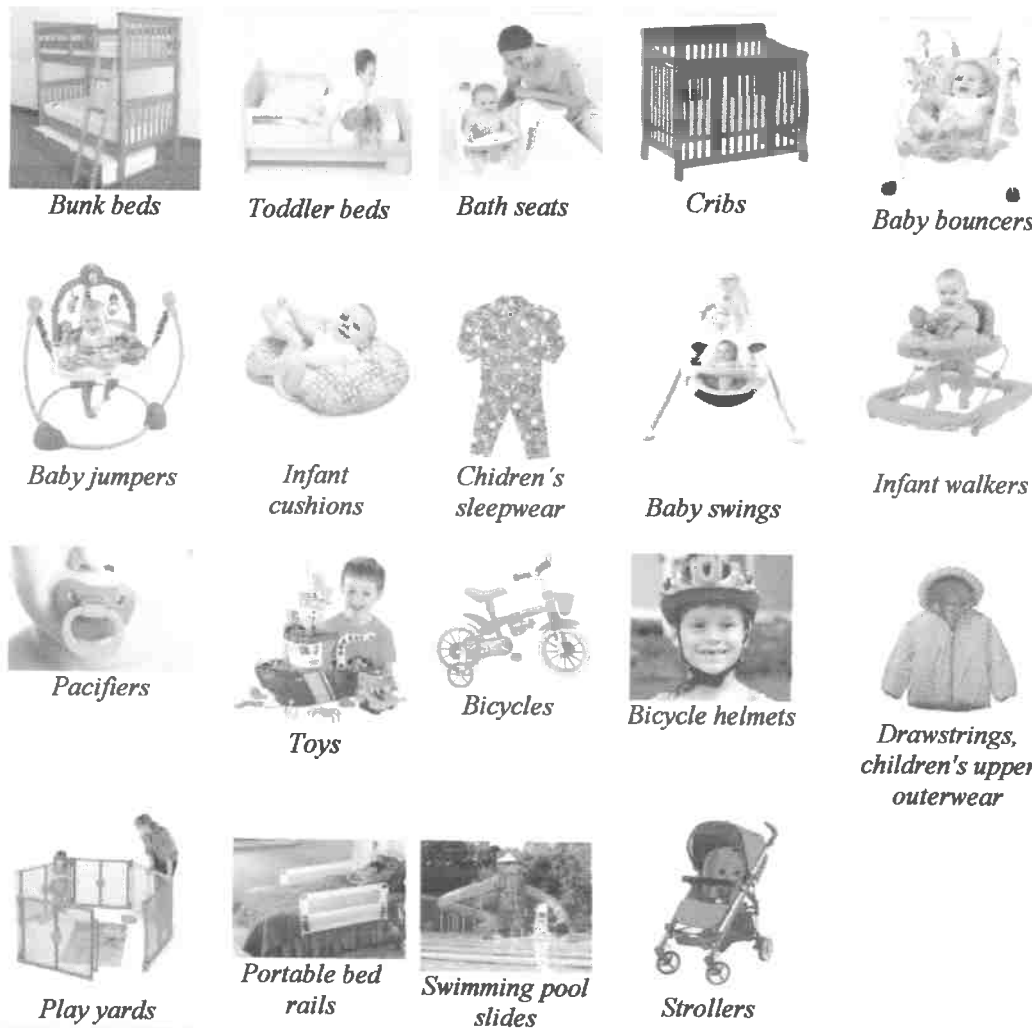 Bunk beds
Toddler beds
Bath seats
Cribs
Baby bouncers
Baby jumpers
Infant
cushions
Chidren´s
sleepwear
Baby swings
Infant walkers
Pacifiers
Toys
Bicycles
Bicycle helmets
Drawstrings,
children's upper
outerwear
Play yards
Portable bed
rails
Swimming pool
slides
Strollers